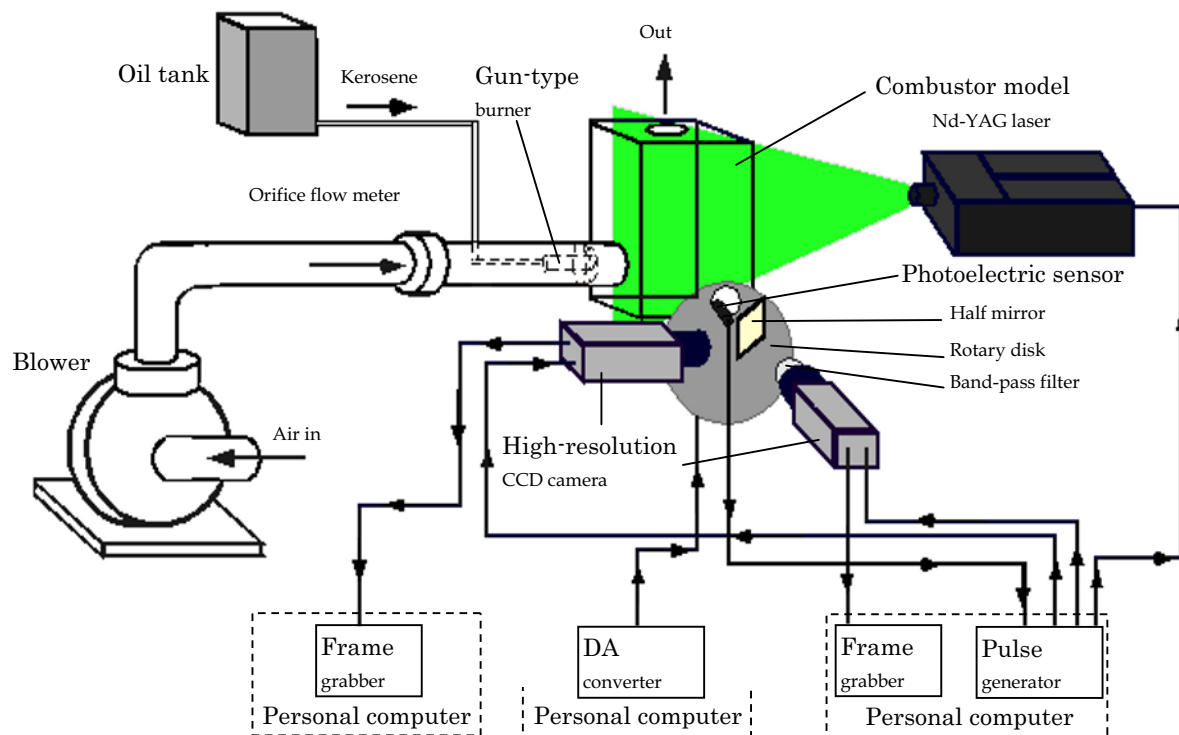 Out
Oil tank
Kerosene
Gun-type
burner
Combustor model
Nd-YAG laser
Orifice flow meter
Photoelectric sensor
Half mirror
Rotary disk
Band-pass filter
Blower
Air in
High-resolution
CCD camera
Frame
grabber
DA
converter
Frame
grabber
Pulse
generator
Personal computer
Personal computer
Personal computer